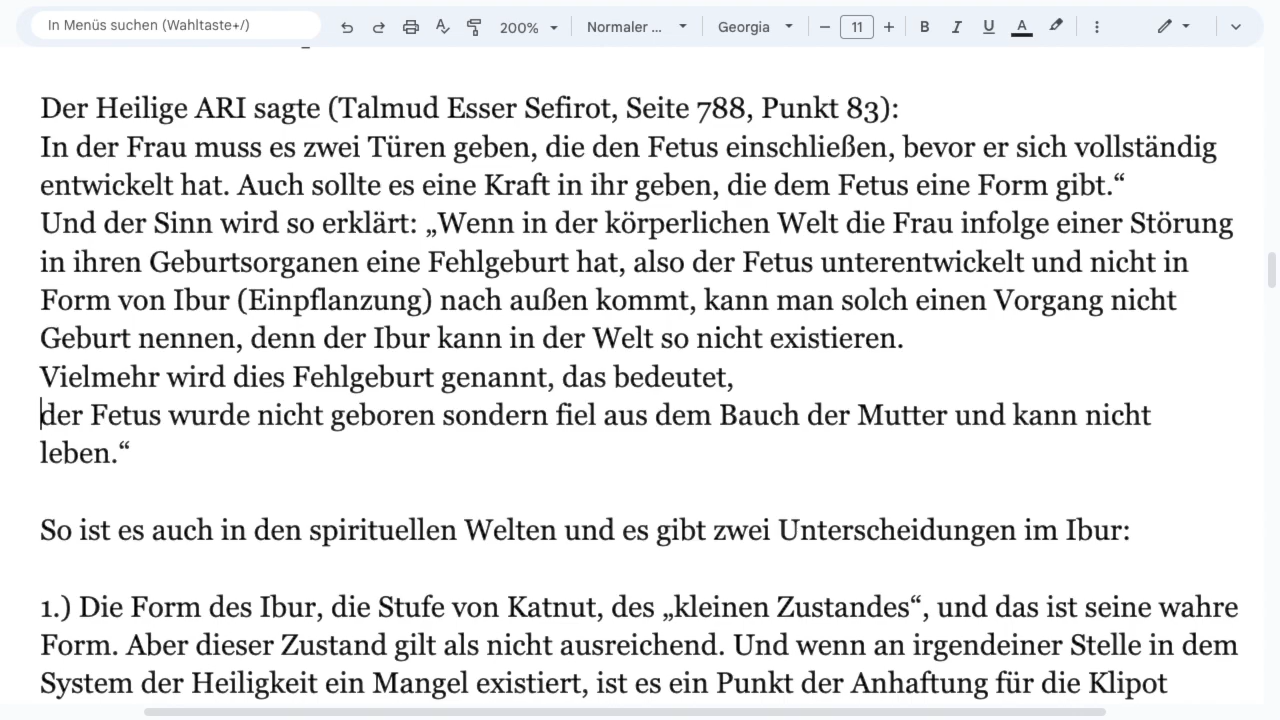 In Menüs suchen (Wahltaste+/)
200%
Normaler ...
Georgia
− 11 +
B I U A
Der Heilige ARI sagte (Talmud Esser Sefirot, Seite 788, Punkt 83):
In der Frau muss es zwei Türen geben, die den Fetus einschließen, bevor er sich vollständig
entwickelt hat. Auch sollte es eine Kraft in ihr geben, die dem Fetus eine Form gibt.“
Und der Sinn wird so erklärt: „Wenn in der körperlichen Welt die Frau infolge einer Störung
in ihren Geburtsorganen eine Fehlgeburt hat, also der Fetus unterentwickelt und nicht in
Form von Ibur (Einpflanzung) nach außen kommt, kann man solch einen Vorgang nicht
Geburt nennen, denn der Ibur kann in der Welt so nicht existieren.
Vielmehr wird dies Fehlgeburt genannt, das bedeutet,
der Fetus wurde nicht geboren sondern fiel aus dem Bauch der Mutter und kann nicht
leben.“
So ist es auch in den spirituellen Welten und es gibt zwei Unterscheidungen im Ibur:
1.) Die Form des Ibur, die Stufe von Katnut, des „kleinen Zustandes“, und das ist seine wahre
Form. Aber dieser Zustand gilt als nicht ausreichend. Und wenn an irgendeiner Stelle in dem
System der Heiligkeit ein Mangel existiert, ist es ein Punkt der Anhaftung für die Klipot